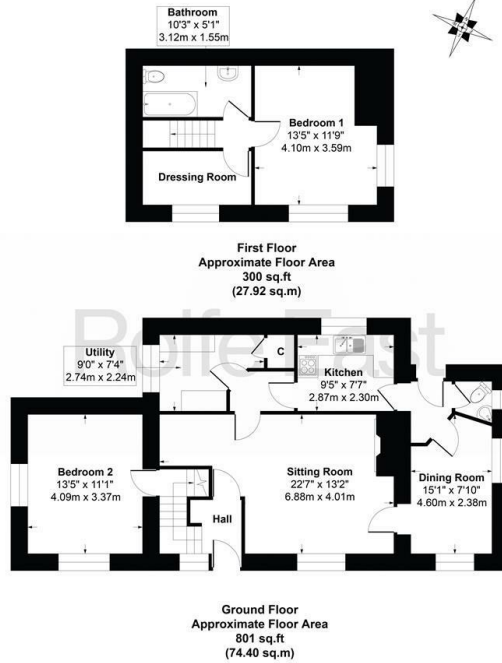 Bathroom
10'3" x 5'1"
3.12m x 1.55m
Bedroom 1
13'5" x 11'9"
4.10m x 3.59m
Dressing Room
First Floor
Approximate Floor Area
300 sq.ft
(27.92 sq.m)
Rolfe East
Utility
9'0" x 7'4"
2.74m x 2.24m
C
Kitchen
9'5" x 7'7"
2.87m x 2.30m
Bedroom 2
13'5" x 11'1"
4.09m x 3.37m
Sitting Room
22'7" x 13'2"
6.88m x 4.01m
Dining Room
15'1" x 7'10"
4.60m x 2.38m
Hall
Ground Floor
Approximate Floor Area
801 sq.ft
(74.40 sq.m)